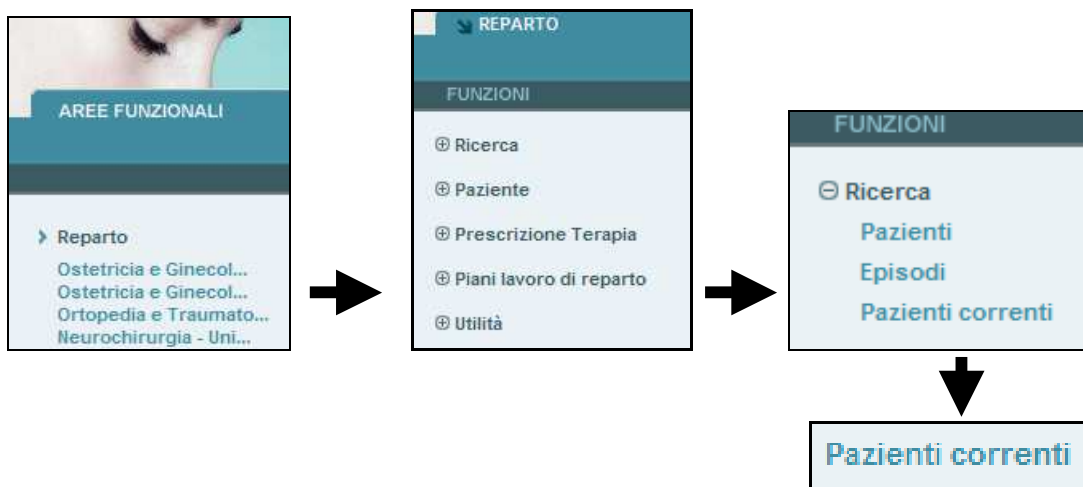 AREE FUNZIONALI
Reparto
Ostetricia e Ginecol...
Ostetricia e Ginecol...
Ortopedia e Traumato...
Neurochirurgia - Uni...
REPARTO
FUNZIONI
Ricerca
Paziente
Prescrizione Terapia
Piani lavoro di reparto
Utilità
FUNZIONI
Ricerca
Pazienti
Episodi
Pazienti correnti
Pazienti correnti